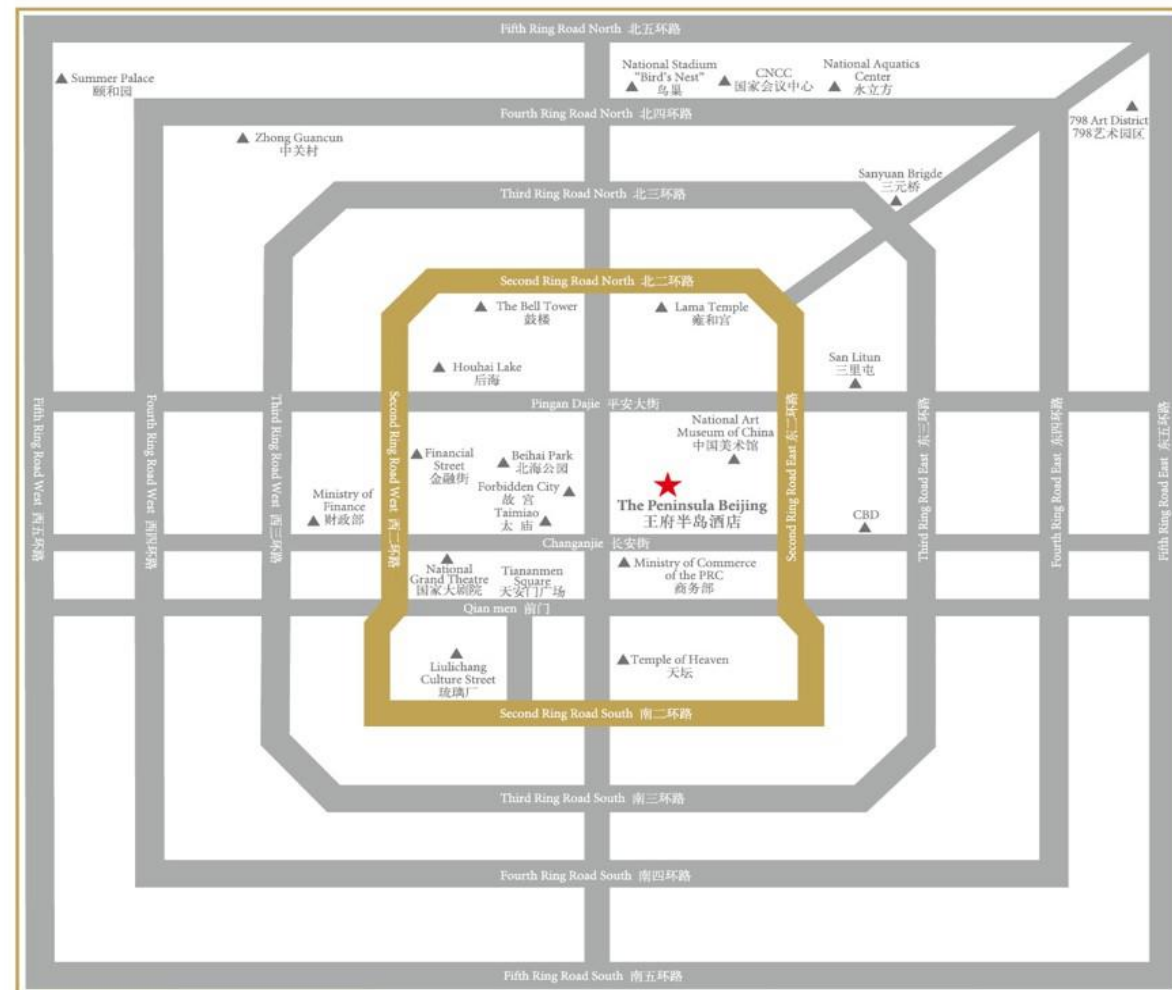 Fifth Ring Road North 北五环路
Summer Palace
颐和园
National Stadium
"Bird's Nest"
鸟巢
CNCC
国家会议中心
National Aquatics
Center
水立方
798 Art District
798艺术园区
Fourth Ring Road North 北四环路
Zhong Guancun
中关村
Sanyuan Brigde
三元桥
Third Ring Road North 北三环路
Second Ring Road North 北二环路
The Bell Tower
鼓楼
Lama Temple
雍和宫
Houhai Lake
后海
San Litun
三里屯
Pingan Dajie 平安大街
Fifth Ring Road West 西五环路
Fourth Ring Road West 西四环路
Third Ring Road West 西三环路
Second Ring Road West 西二环路
Second Ring Road East 东二环路
Third Ring Road East 东三环路
Fourth Ring Road East 东四环路
Fifth Ring Road East 东五环路
National Art
Museum of China
中国美术馆
Financial
Street
金融街
Beihai Park
北海公园
Forbidden City
故 宫
Taimiao
太 庙
Ministry of
Finance
财政部
The Peninsula Beijing
王府半岛酒店
CBD
Changanjie 长安街
National
Grand Theatre
国家大剧院
Tiananmen
Square
天安门广场
Ministry of Commerce
of the PRC
商务部
Qian men 前门
Liulichang
Culture Street
琉璃厂
Temple of Heaven
天坛
Second Ring Road South 南二环路
Third Ring Road South 南三环路
Fourth Ring Road South 南四环路
Fifth Ring Road South 南五环路